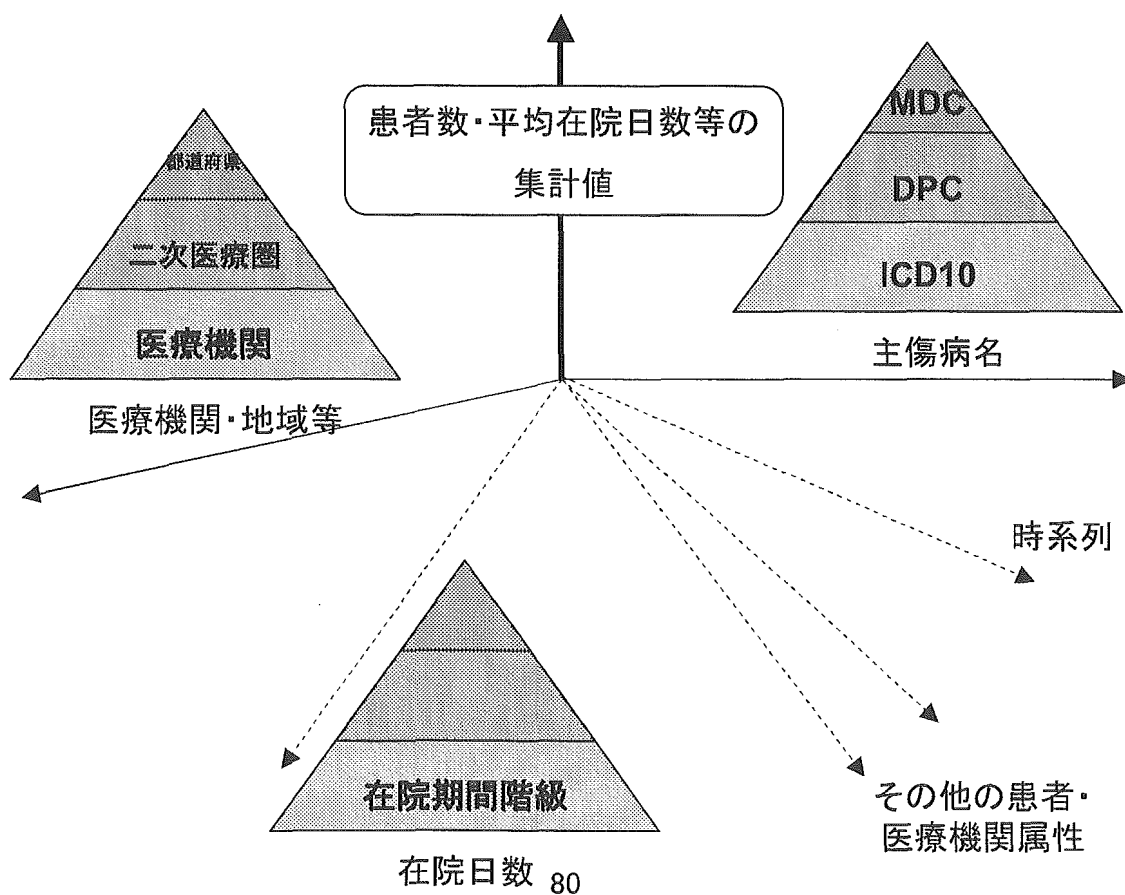 患者数・平均在院日数等の
集計値
都道府県
二次医療圏
医療機関
医療機関・地域等
MDC
DPC
ICD10
主傷病名
時系列
在院期間階級
在院日数
その他の患者・
医療機関属性
80